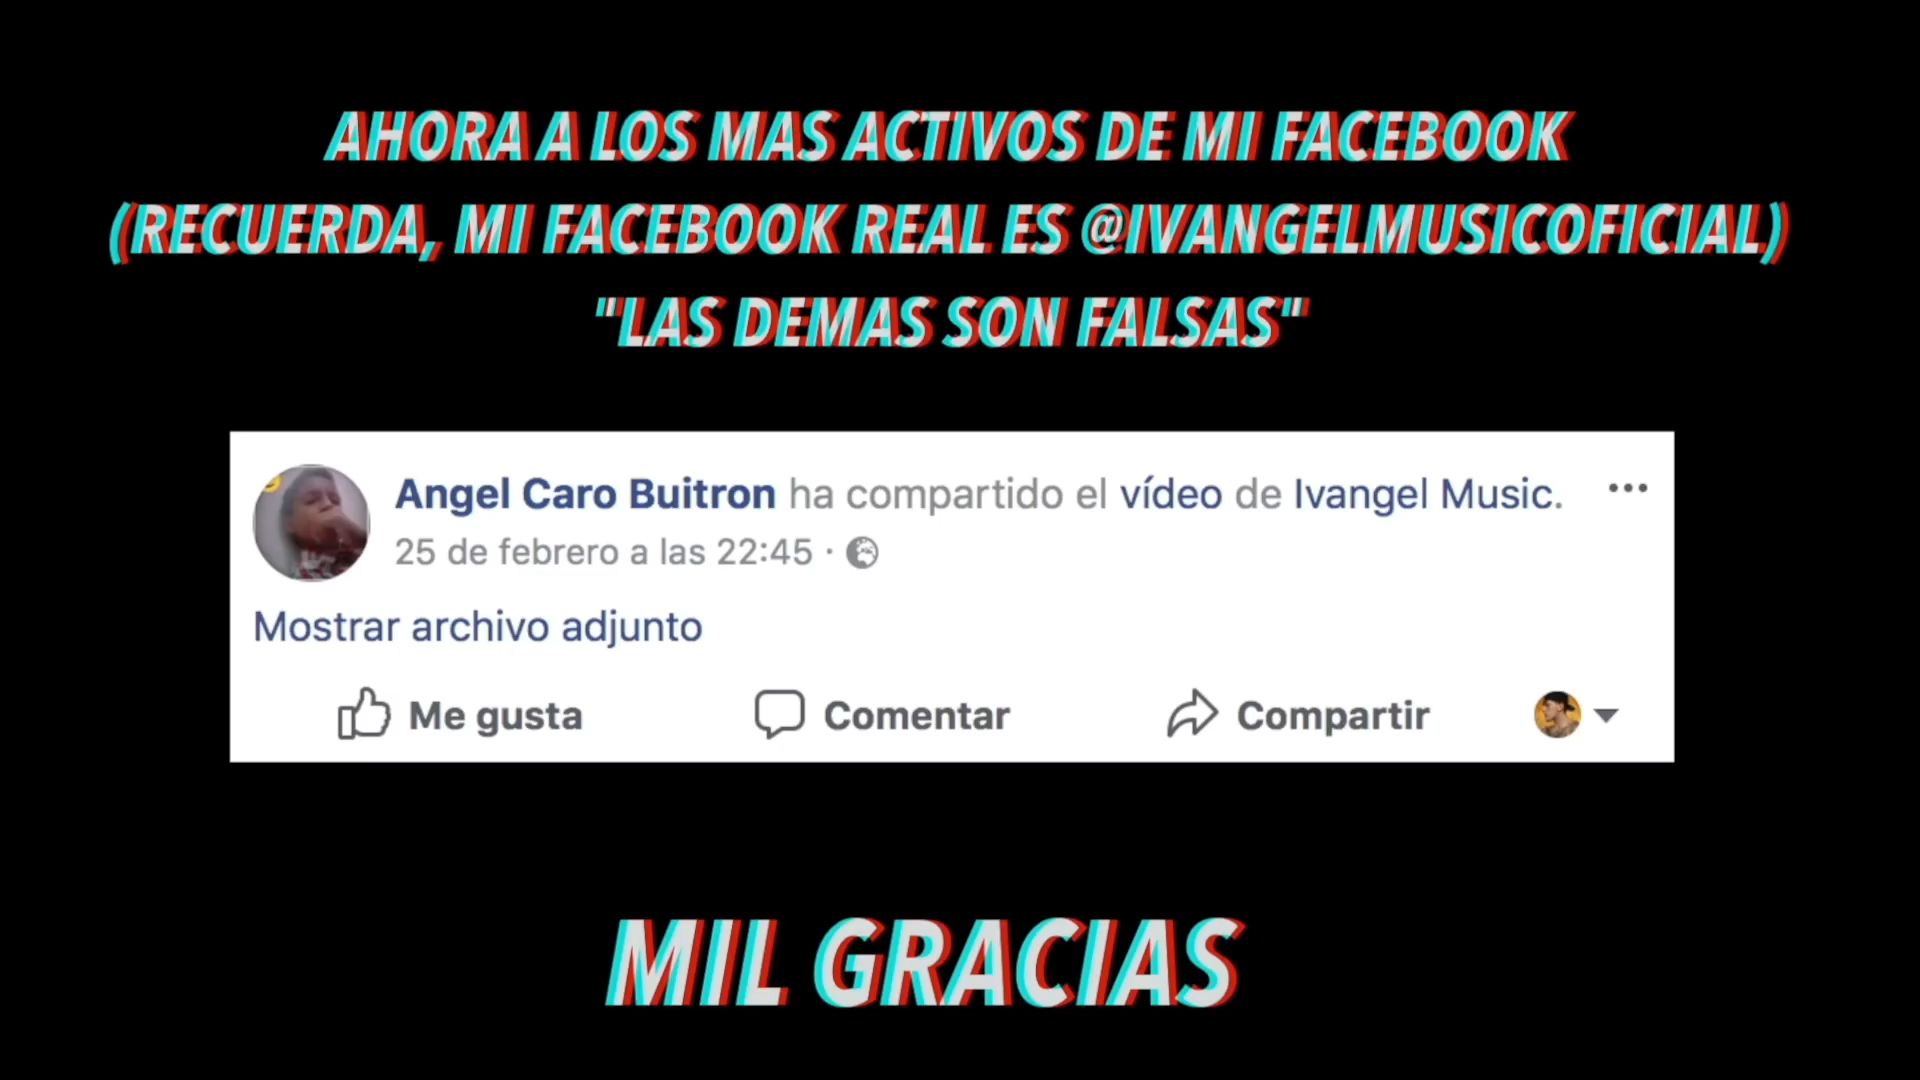 AHORA A LOS MAS ACTIVOS DE MI FACEBOOK
(RECUERDA, MI FACEBOOK REAL ES @IVANGELMUSICOFICIAL)
"LAS DEMAS SON FALSAS"
Angel Caro Buitron ha compartido el vídeo de Ivangel Music.
25 de febrero a las 22:45 ·
Mostrar archivo adjunto
Me gusta Comentar Compartir
MIL GRACIAS